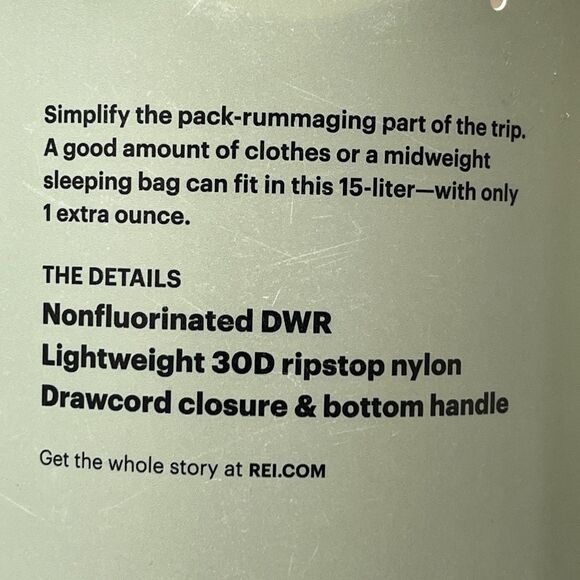 Simplify the pack-rummaging part of the trip.
A good amount of clothes or a midweight
sleeping bag can fit in this 15-liter—with only
1 extra ounce.
THE DETAILS
Nonfluorinated DWR
Lightweight 30D ripstop nylon
Drawcord closure & bottom handle
Get the whole story at REI.COM